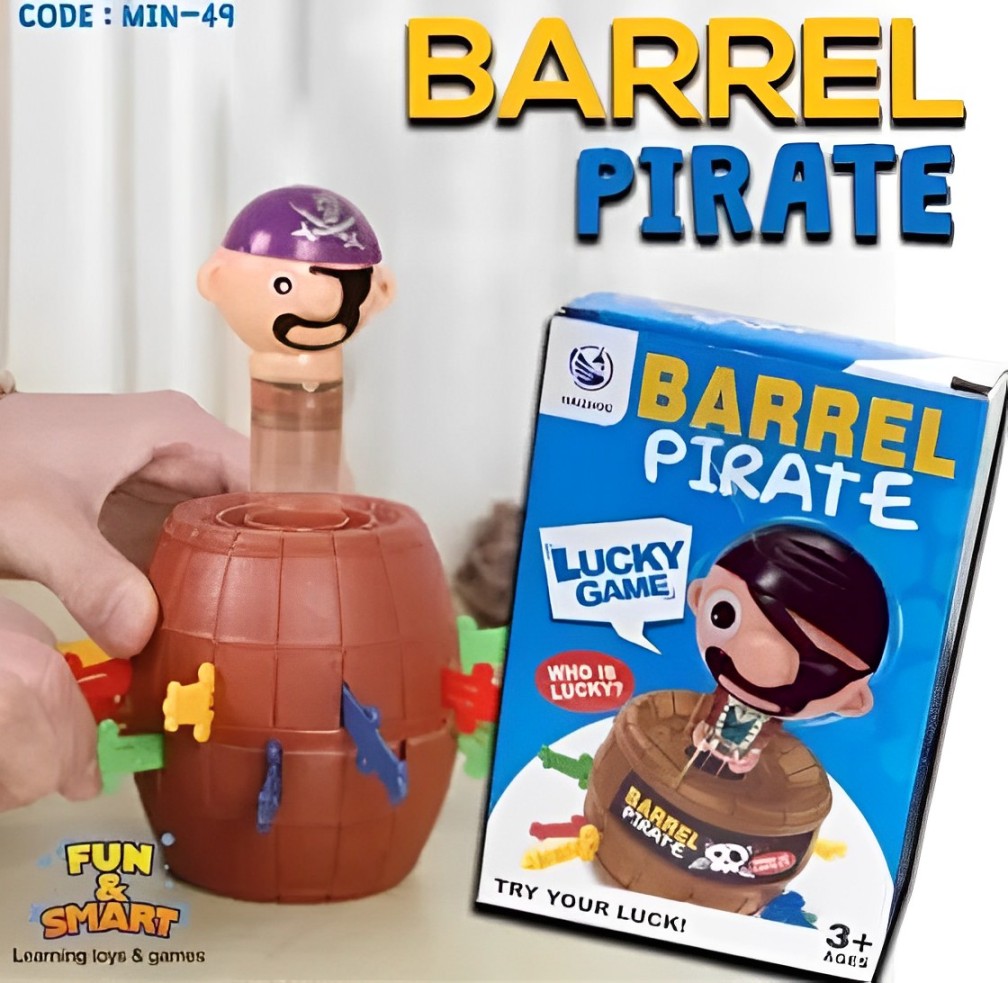 CODE : MIN-49
BARREL
PIRATE
BARREL
PIRATE
LUCKY
GAME
WHO IS
LUCKY?
BARREL
PIRATE
TRY YOUR LUCK!
3+
AGES
FUN
&
SMART
Learning toys & games